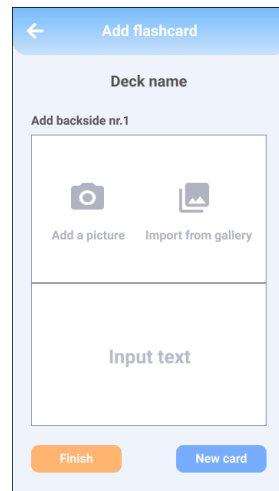 Add flashcard
Deck name
Add backside nr.1
Add a picture Import from gallery
Input text
Finish New card